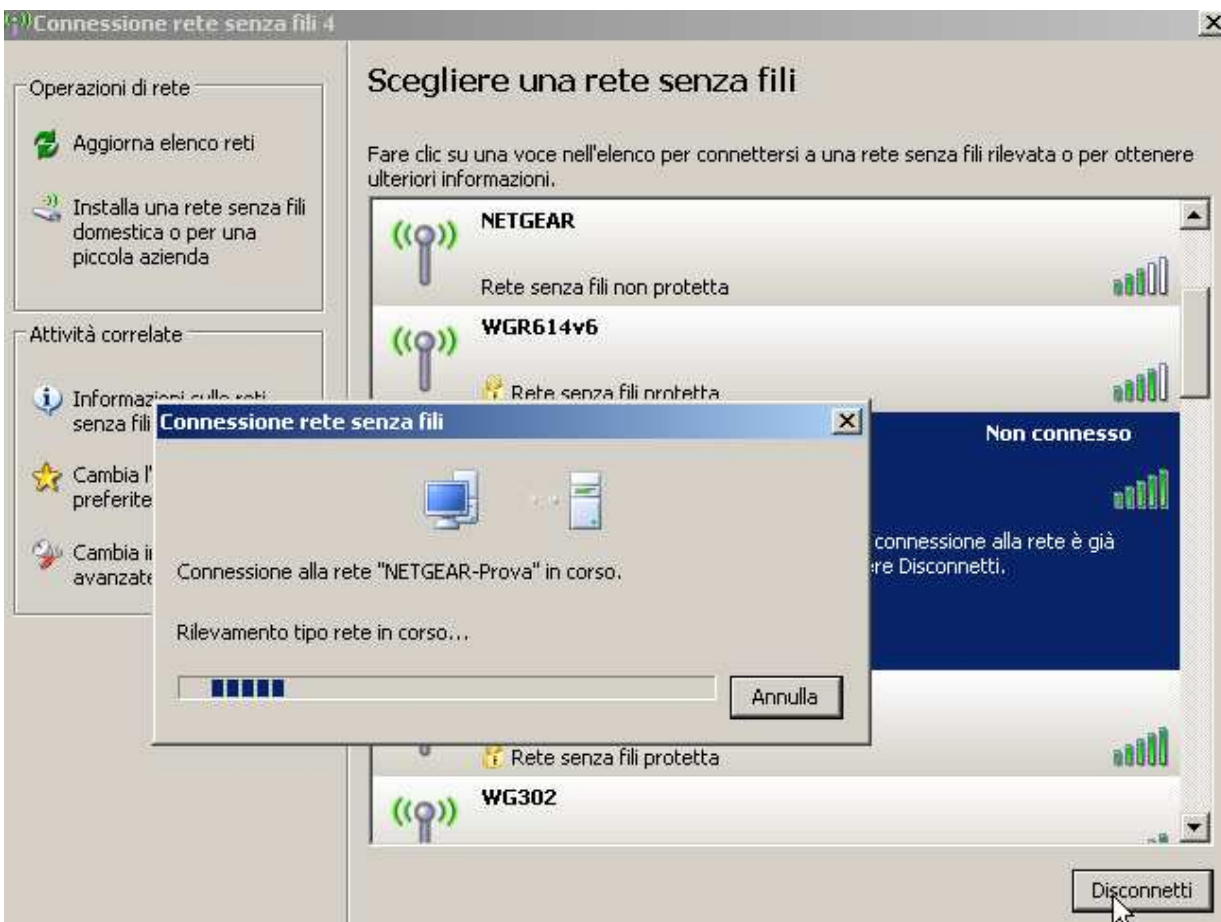 Connessione rete senza fili 4
Operazioni di rete
Aggiorna elenco reti
Installa una rete senza fili
domestica o per una
piccola azienda
Attività correlate
Informazioni sulle reti
senza fili
Cambia l'
preferite
Cambia
avanzate
Scegliere una rete senza fili
Fare clic su una voce nell'elenco per connettersi a una rete senza fili rilevata o per ottenere
ulteriori informazioni.
NETGEAR
Rete senza fili non protetta
WGR614v6
Rete senza fili protetta
Non connesso
connessione alla rete è già
re Disconnetti.
Connessione rete senza fili
Connessione alla rete "NETGEAR-Prova" in corso.
Rilevamento tipo rete in corso...
Annulla
Rete senza fili protetta
WG302
Disconnetti